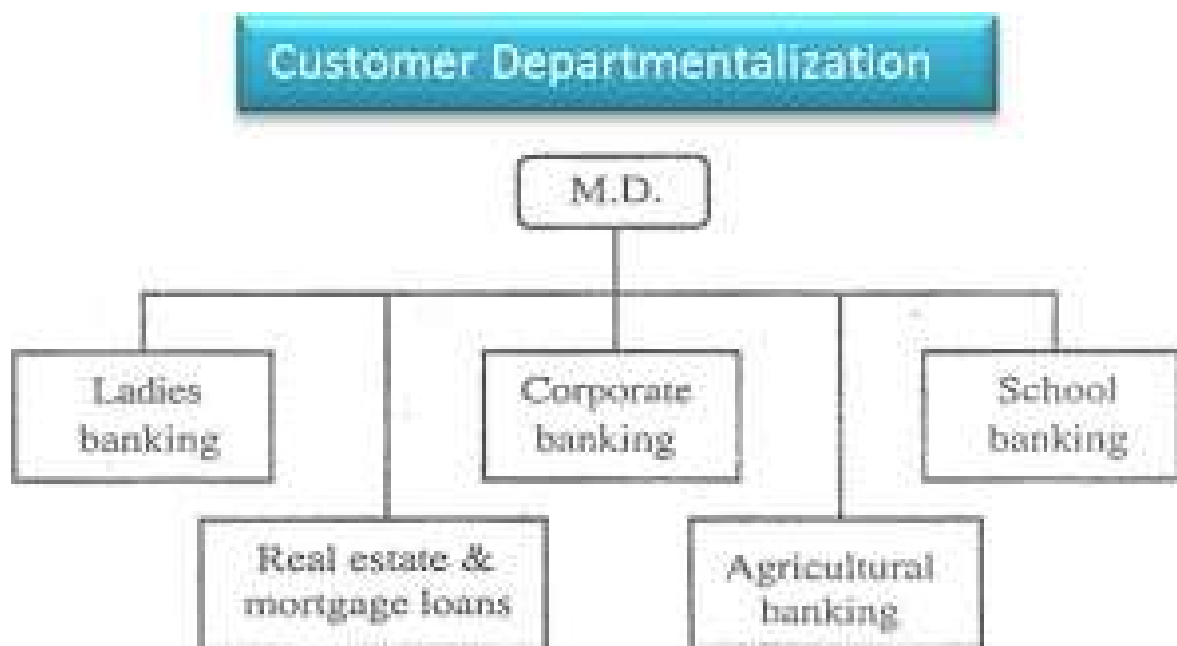 Customer Departmentalization
M.D.
Ladies
banking
Corporate
banking
School
banking
Real estate &
mortgage loans
Agricultural
banking